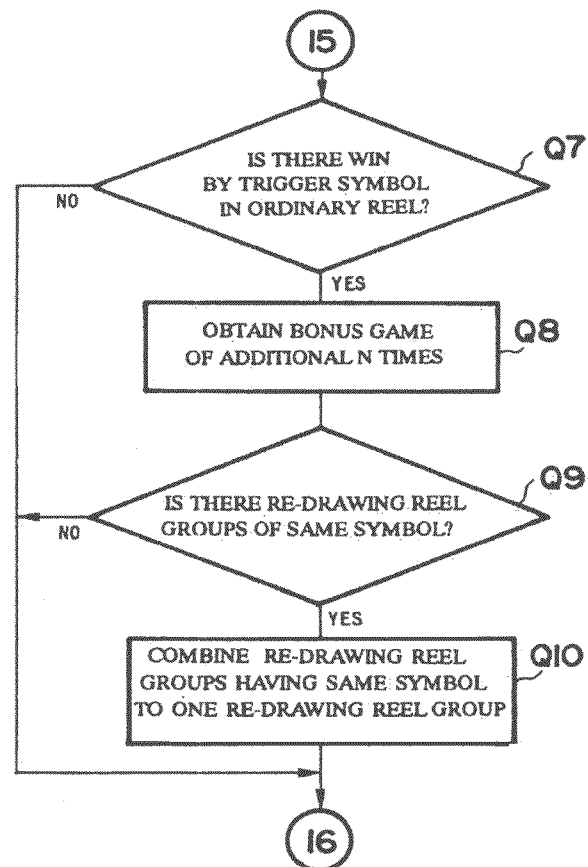 15
IS THERE WIN
BY TRIGGER SYMBOL
IN ORDINARY REEL?
Q7
NO
YES
OBTAIN BONUS GAME
OF ADDITIONAL N TIMES
Q8
IS THERE RE-DRAWING REEL
GROUPS OF SAME SYMBOL?
Q9
NO
YES
COMBINE RE-DRAWING REEL
GROUPS HAVING SAME SYMBOL
TO ONE RE-DRAWING REEL GROUP
Q10
16